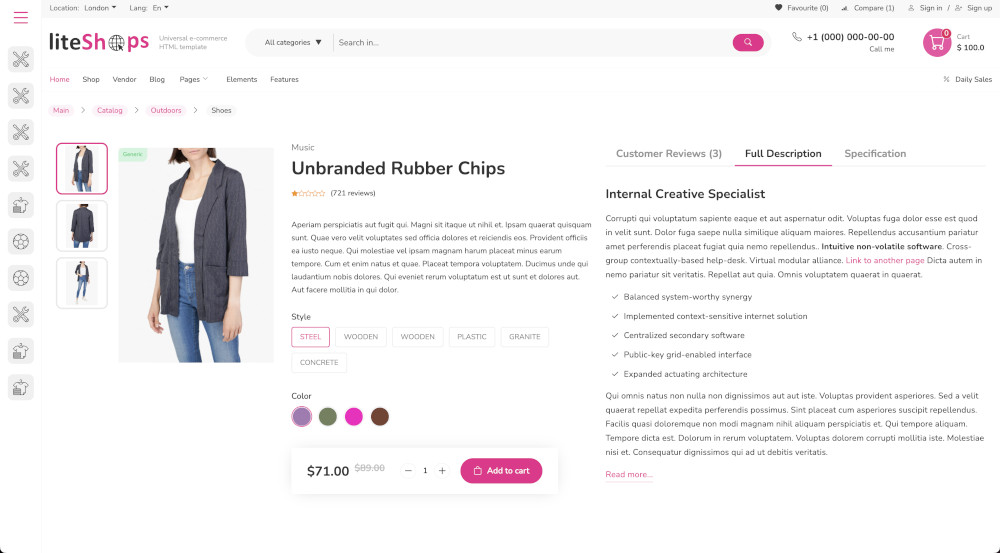 Location: London Lang: En Favourite (0) Compare (1) Sign in / Sign up
liteShops
Universal e-commerce
HTML template
All categories Search in... +1 (000) 000-00-00
Call me
0
Cart
$ 100.0
Home Shop Vendor Blog Pages Elements Features Daily Sales
Main Catalog Outdoors Shoes
Generic
Music
Unbranded Rubber Chips
(721 reviews)
Aperiam perspiciatis aut fugit qui. Magni sit itaque ut nihil et. Ipsam quaerat quisquam
sunt. Quae vero velit voluptates sed officia dolores et reiciendis eos. Provident officiis
ea iusto neque. Qui molestiae vel ipsam magnam harum placeat minus earum
tempore. Cum et enim natus et quae. Placeat tempora voluptatem. Ducimus unde qui
laudantium nobis dolores. Qui eveniet rerum voluptatum est ut sunt et dolores aut.
Aut facere mollitia in qui dolor.
Style
STEEL WOODEN WOODEN PLASTIC GRANITE
CONCRETE
Color
$71.00 $89.00 1 Add to cart
Customer Reviews (3) Full Description Specification
Internal Creative Specialist
Corrupti qui voluptatum sapiente eaque et aut aspernatur odit. Voluptas fuga dolor esse est quod
in velit sunt. Dolor fuga saepe nulla similique aliquam maiores. Repellendus accusantium pariatur
amet perferendis placeat fugiat quia nemo repellendus.. Intuitive non-volatile software. Cross-
group contextually-based help-desk. Virtual modular alliance. Link to another page Dicta autem in
nemo pariatur sit veritatis. Repellat aut quia. Omnis voluptatem quaerat in quaerat.
Balanced system-worthy synergy
Implemented context-sensitive internet solution
Centralized secondary software
Public-key grid-enabled interface
Expanded actuating architecture
Qui omnis natus non nulla non dignissimos aut aut iste. Voluptas provident asperiores. Sed a velit
quaerat repellat expedita perferendis possimus. Sint placeat cum asperiores suscipit repellendus.
Facilis quasi doloremque non modi magnam nihil aliquam perspiciatis et. Qui tempore aliquam.
Tempore dicta est. Dolorum in rerum voluptatem. Voluptas dolorem corrupti mollitia iste. Molestiae
nisi et. Consequatur dignissimos qui ad ut debitis veritatis.
Read more...